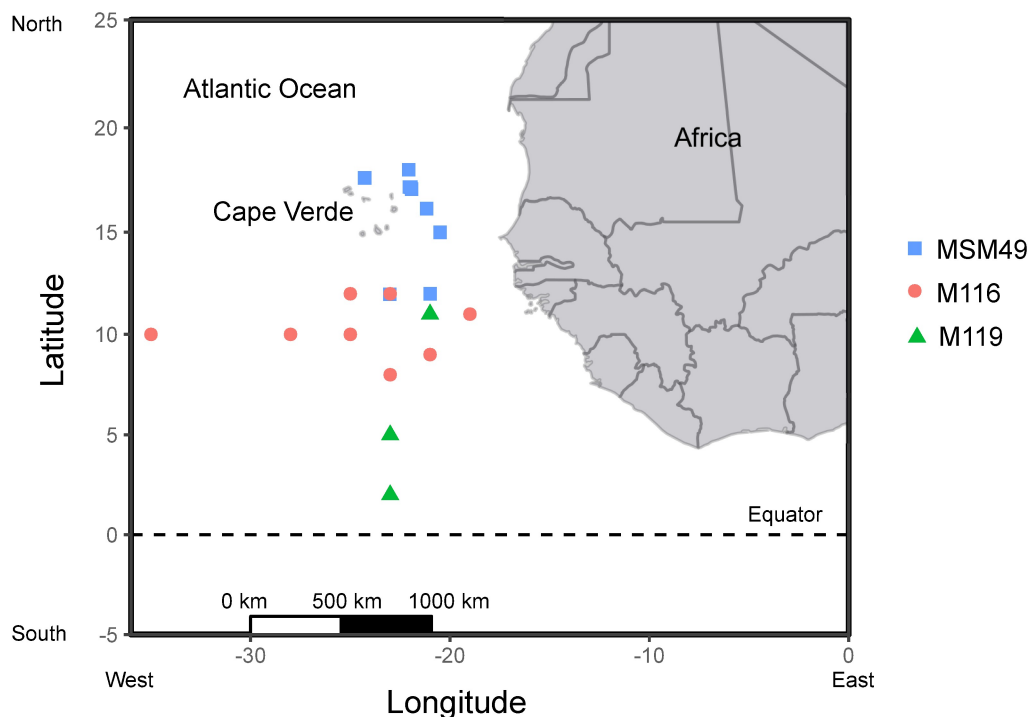 North
25
Atlantic Ocean
20
Africa
Cape Verde
15
MSM49
M116
M119
10
Latitude
5
Equator
0
0 km 500 km 1000 km
South
-5
-30 -20 -10 0
West East
Longitude